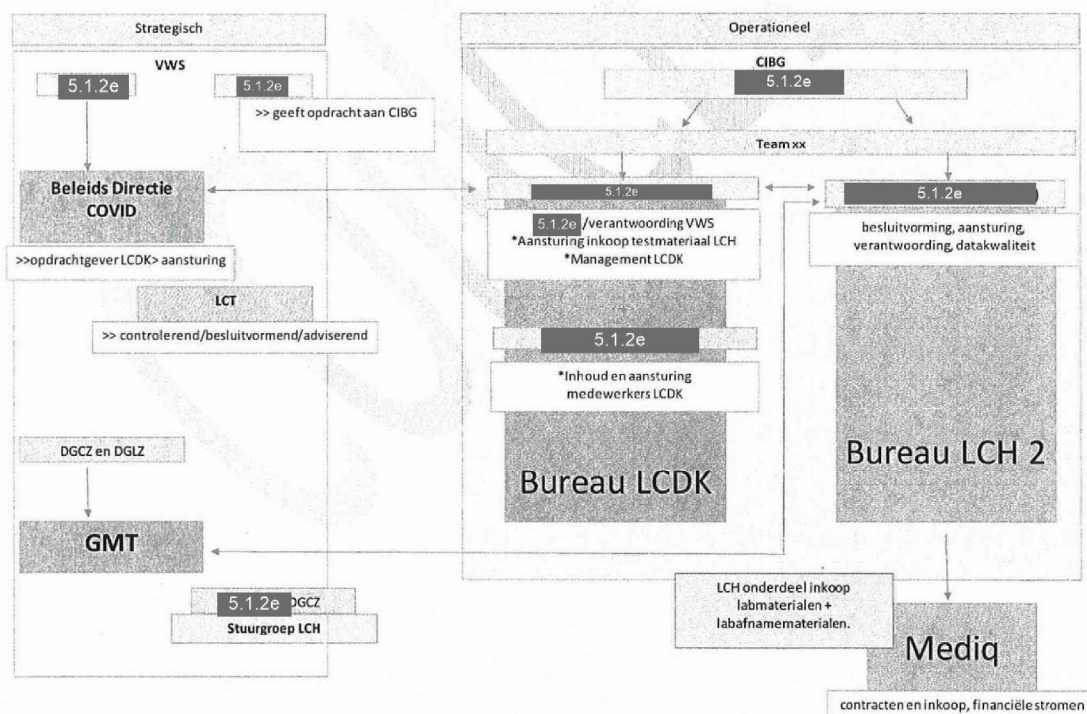 Strategisch
VWS
5.1.2e
5.1.2e
>> geeft opdracht aan CIBG
Beleids Directie
COVID
>>opdrachtgever LCDK> aansturing
LCT
>> controlerend/besluitvormend/adviserend
DGCZ en DGLZ
GMT
5.1.2e DGCZ
Stuurgroep LCH
Operationeel
CIBG
5.1.2e
Team xx
5.1.2e
5.1.2e /verantwoording VWS
*Aansturing inkoop testmateriaal LCH
*Management LCDK
5.1.2e
*Inhoud en aansturing
medewerkers LCDK
Bureau LCDK
5.1.2e )
besluitvorming, aansturing,
verantwoording, datakwaliteit
Bureau LCH 2
LCH onderdeel inkoop
labmaterialen +
labafnamematerialen.
Mediq
contracten en inkoop, financiële stromen